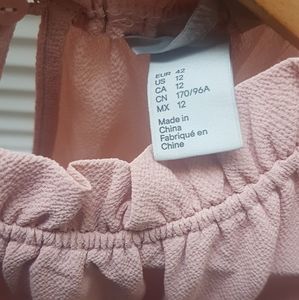 EUR 42
US 12
CA 12
CN 170/96A
MX 12
Made in
China
Fabriqué en
Chine